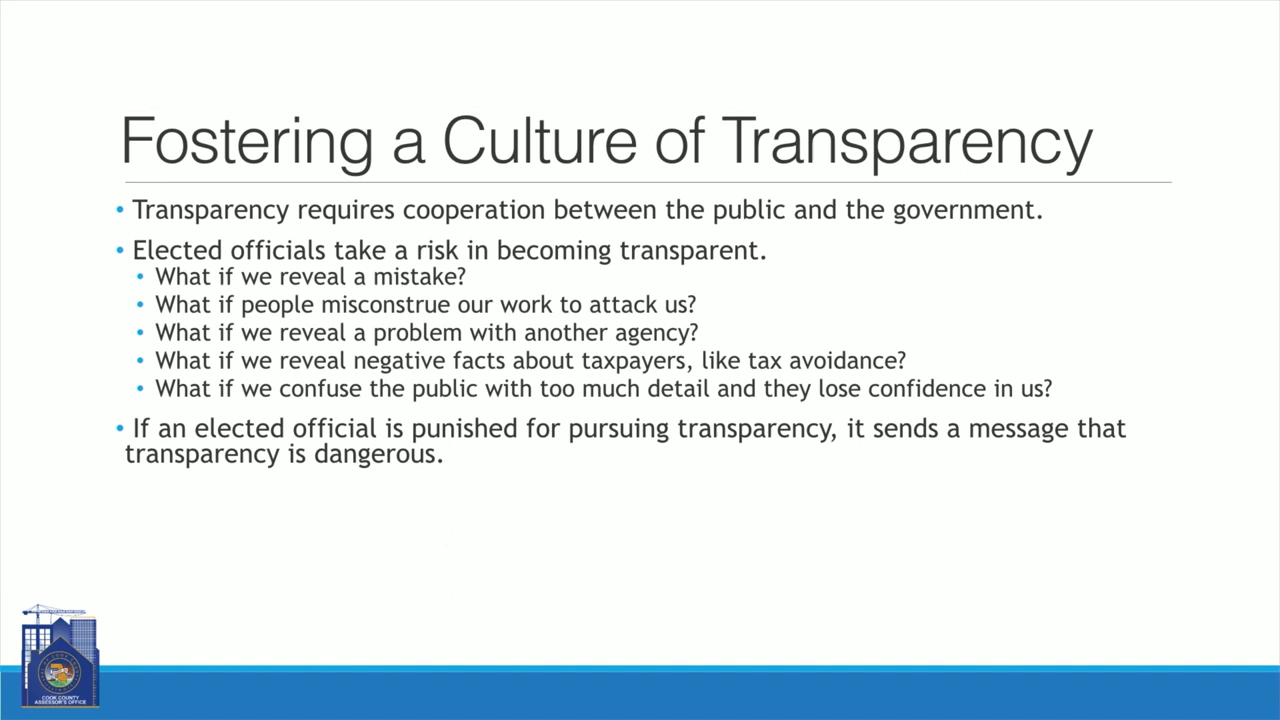 Fostering a Culture of Transparency
• Transparency requires cooperation between the public and the government.
• Elected officials take a risk in becoming transparent.
• What if we reveal a mistake?
• What if people misconstrue our work to attack us?
• What if we reveal a problem with another agency?
• What if we reveal negative facts about taxpayers, like tax avoidance?
• What if we confuse the public with too much detail and they lose confidence in us?
• If an elected official is punished for pursuing transparency, it sends a message that
transparency is dangerous.
COOK COUNTY
ASSESSOR'S OFFICE